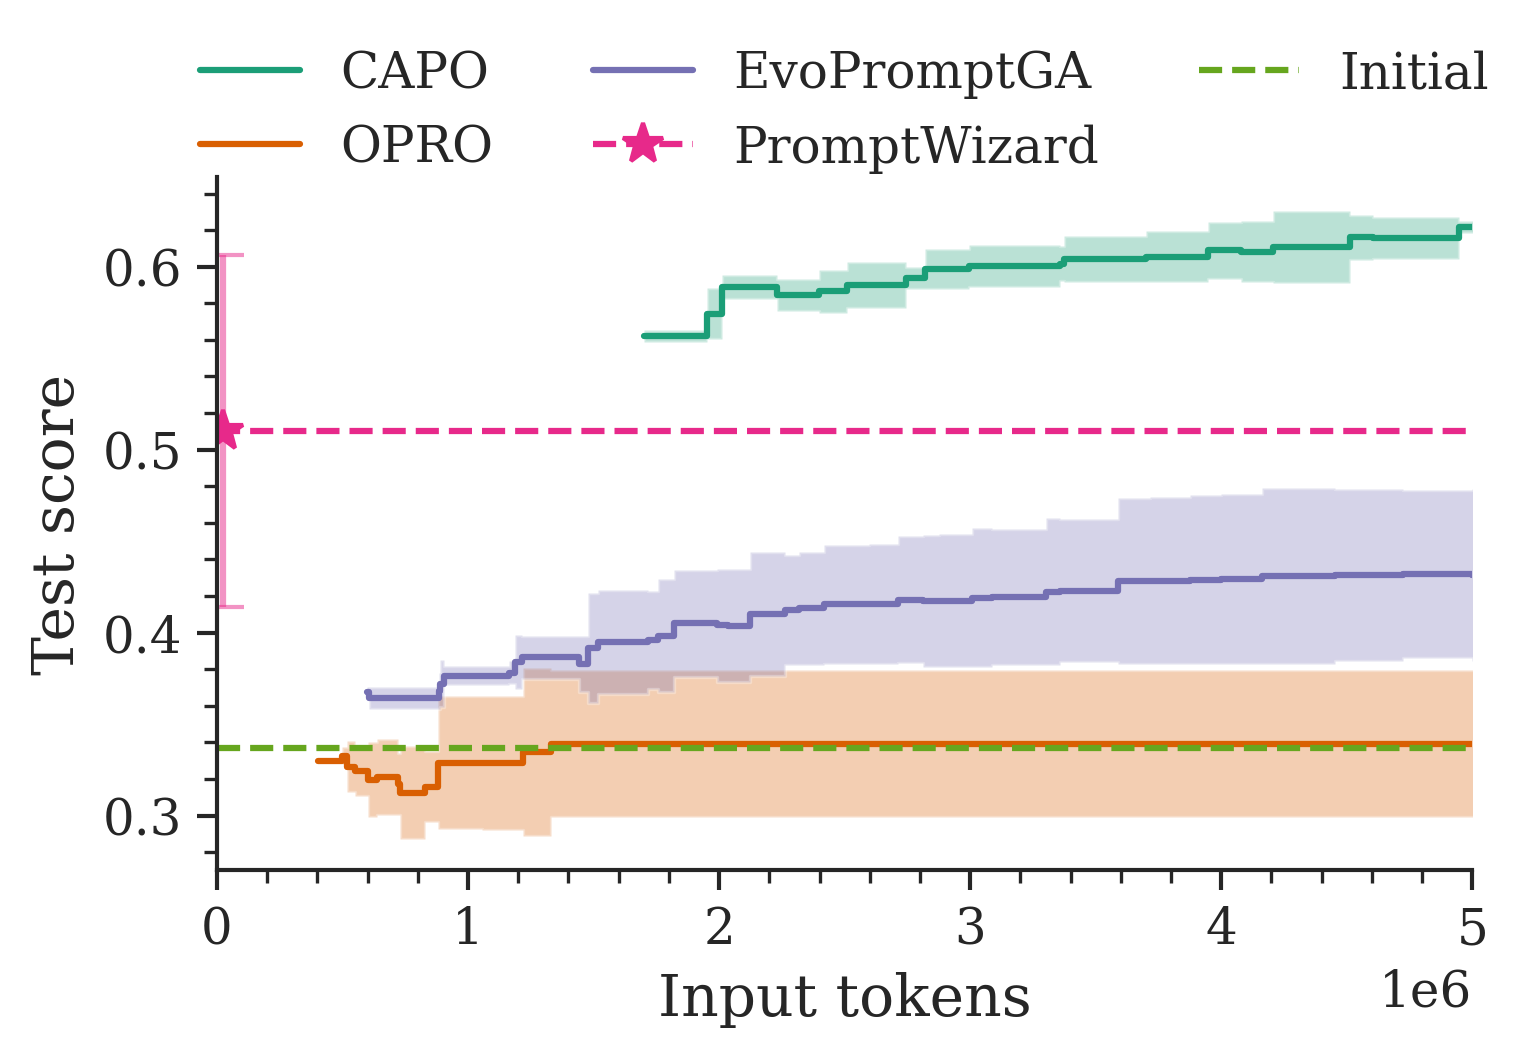 CAPO EvoPromptGA Initial
OPRO PromptWizard
0.6
0.5
0.4
0.3
Test score
0 1 2 3 4 5
Input tokens
1e6